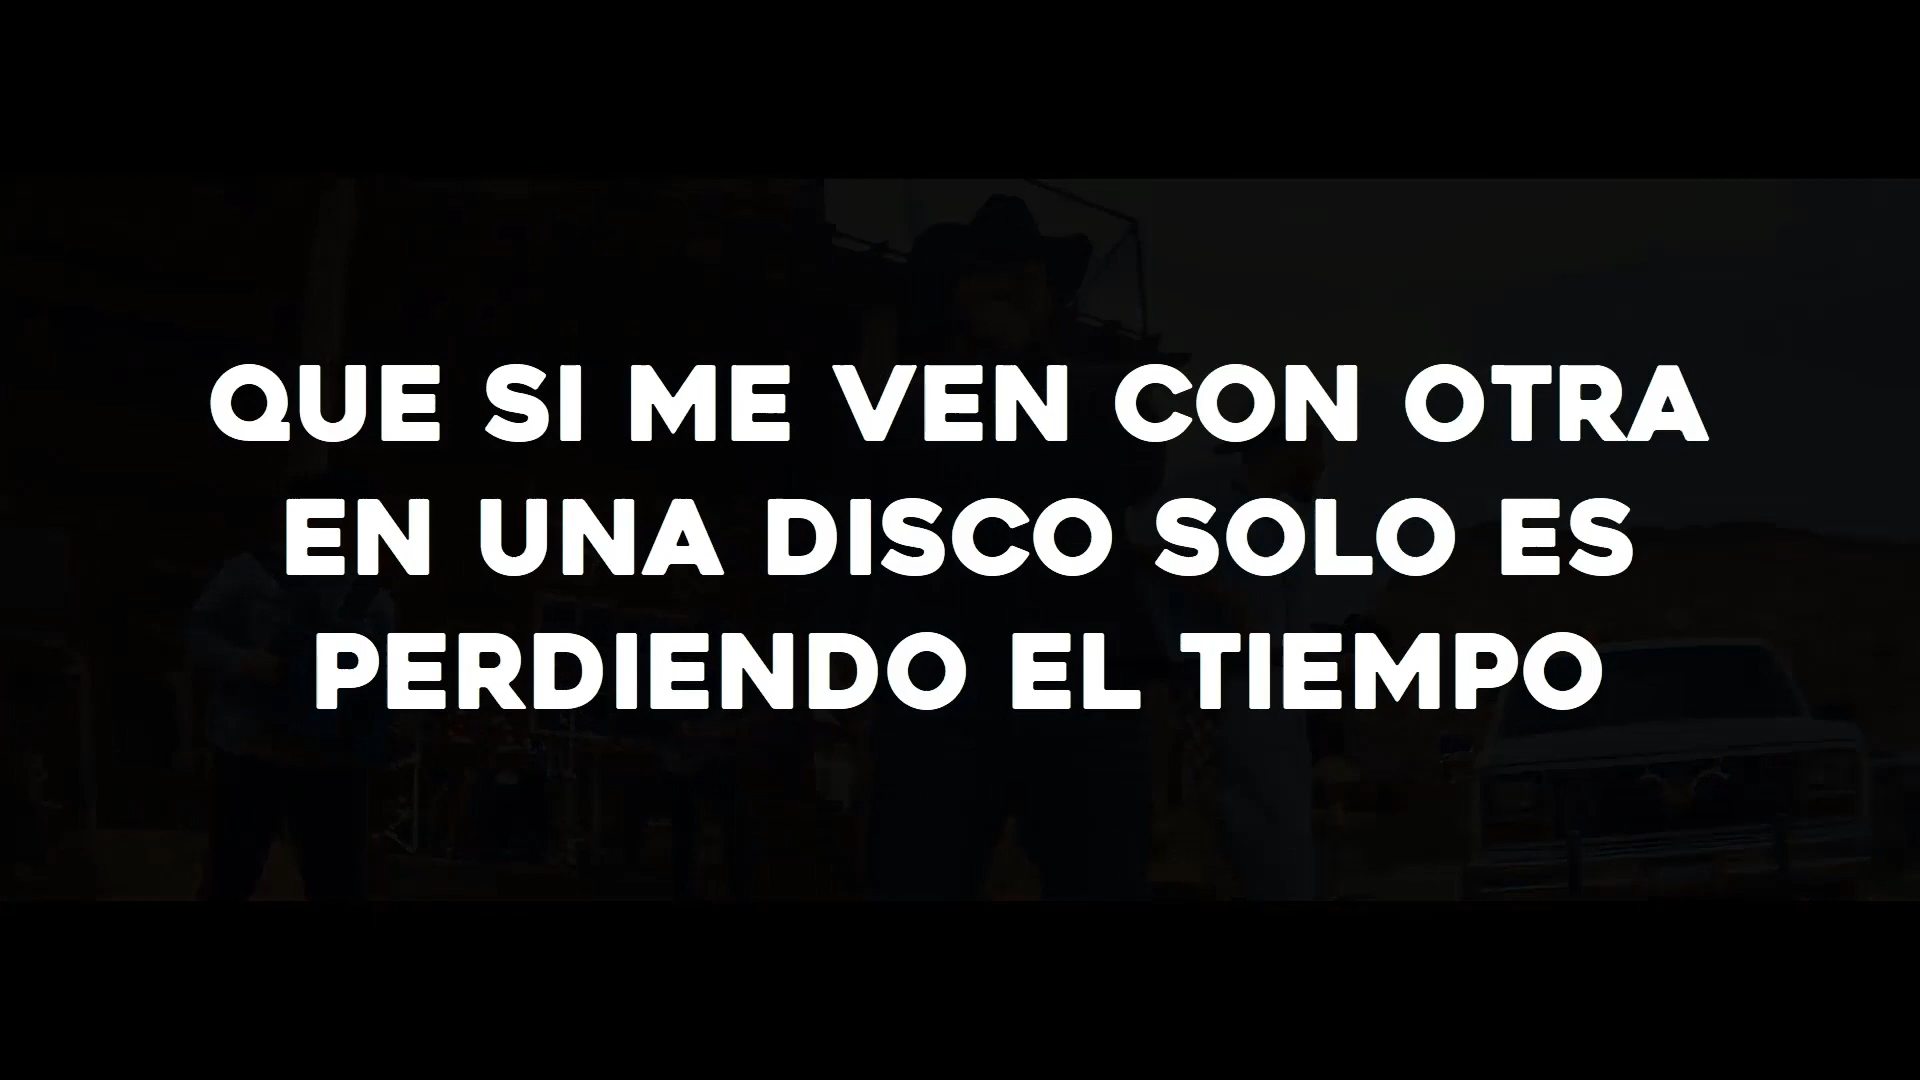 QUE SI ME VEN CON OTRA
EN UNA DISCO SOLO ES
PERDIENDO EL TIEMPO